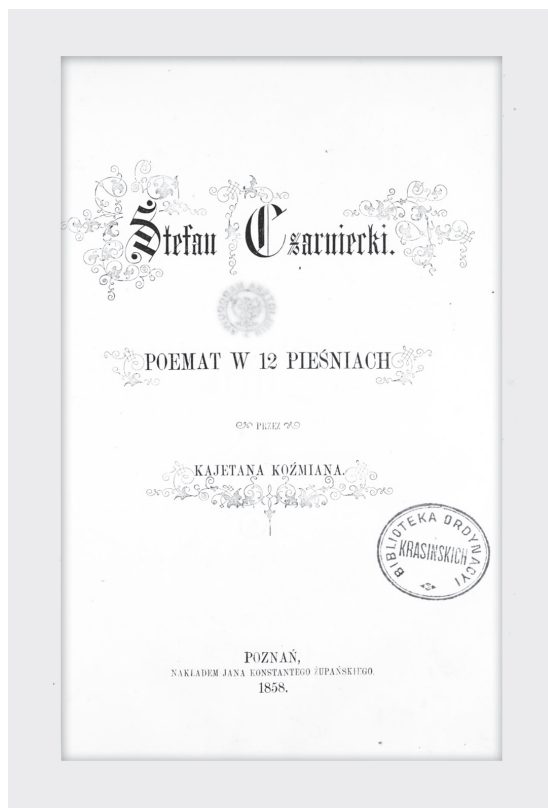 Stefan Czarniecki.
POEMAT W 12 PIEŚNIACH
PRZEZ
KAJETANA KOŹMIANA.
BIBLIOTEKA ORDYNACYI
KRASIŃSKICH
POZNAŃ,
NAKŁADEM JANA KONSTANTEGO ŻUPAŃSKIEGO.
1858.